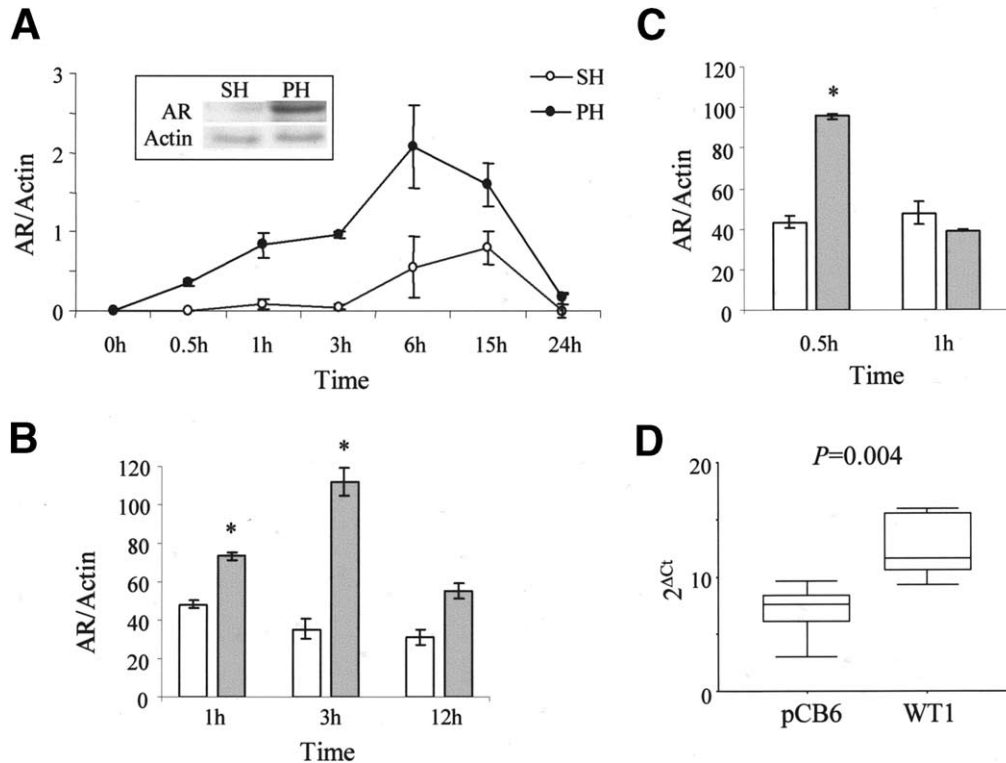 A
AR/Actin
3
2
1
0
SH PH
AR
Actin
SH
PH
0h 0.5h 1h 3h 6h 15h 24h
Time
B
AR/Actin
120
100
80
60
40
20
0
*
*
1h 3h 12h
Time
C
AR/Actin
120
100
80
60
40
20
0
*
0.5h 1h
Time
D
P=0.004
2^ΔCt
20
10
0
pCB6 WT1